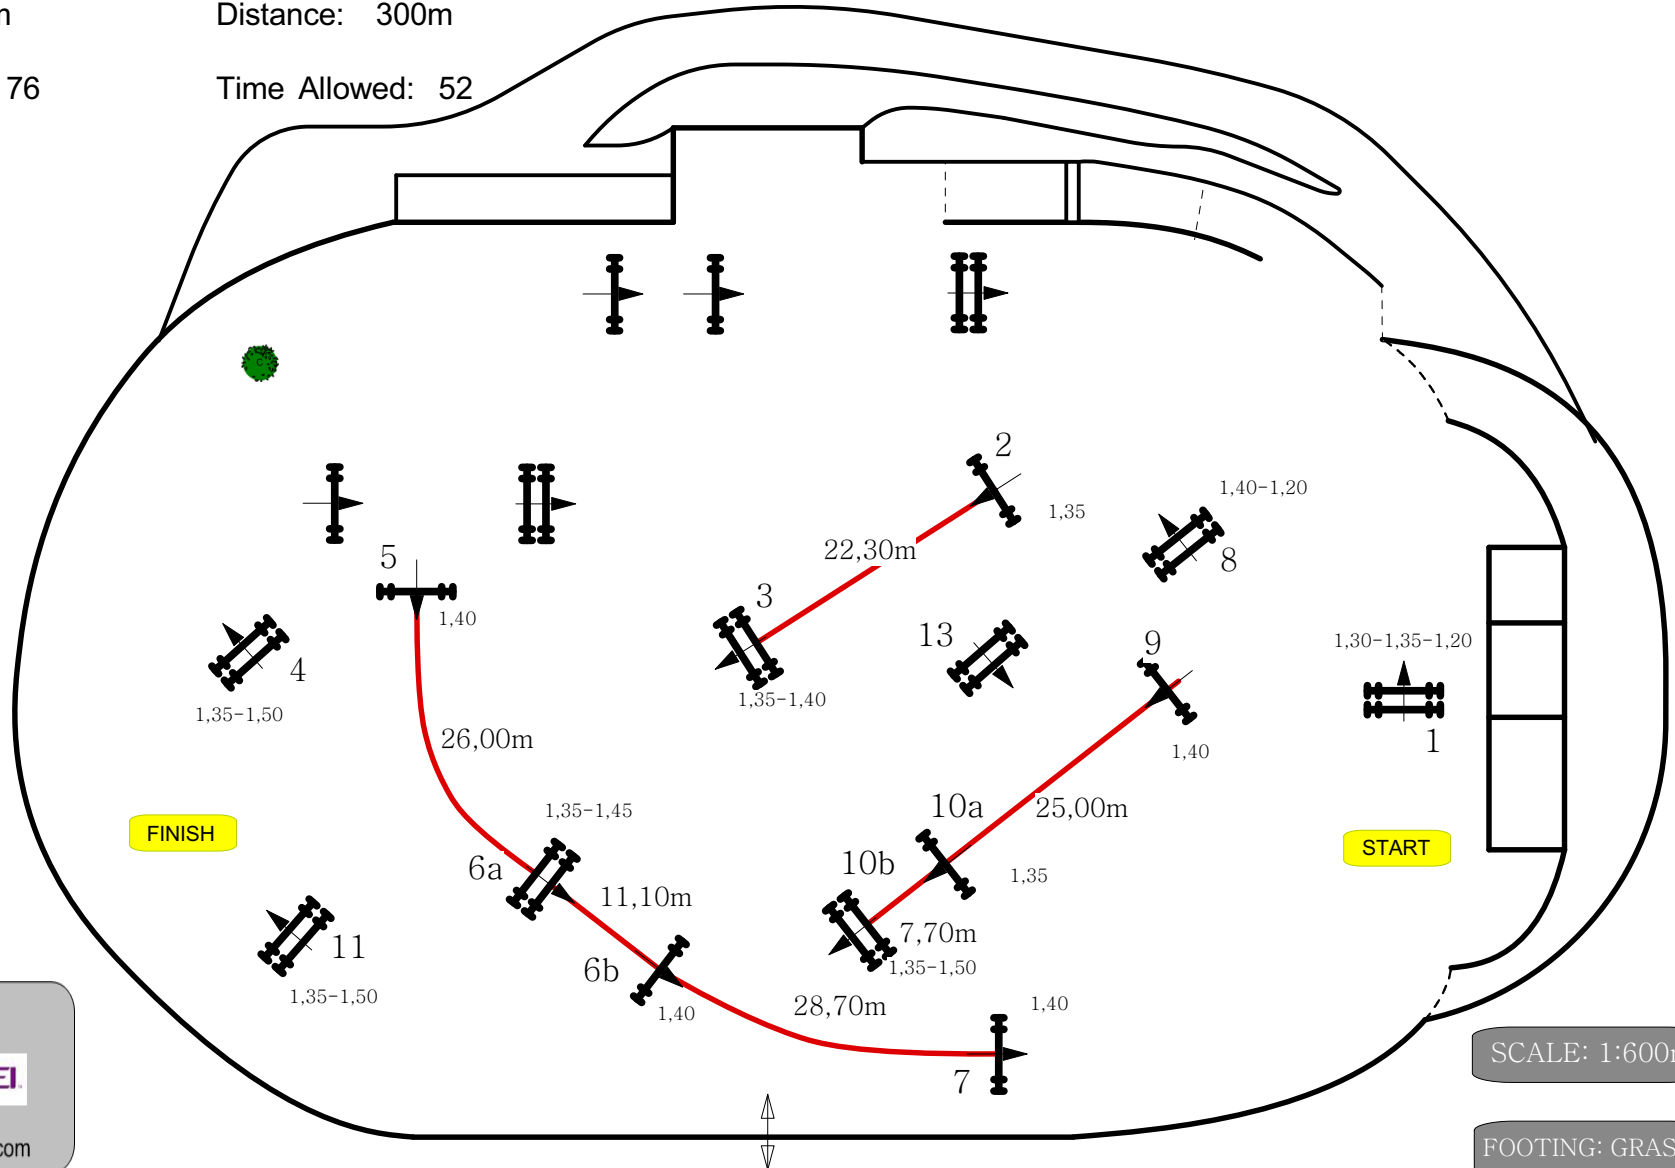 m
Distance: 300m
76
Time Allowed: 52
2
1,40-1,20
1,35
22,30m
5
8
3
1,40
13
9
1,30-1,35-1,20
4
1,35-1,40
1,35-1,50
26,00m
1,40
1
1,35-1,45
10a
25,00m
FINISH
START
6a
10b
1,35
11,10m
7,70m
11
6b
1,35-1,50
1,35-1,50
28,70m
1,40
1,40
7
SCALE: 1:600
EI
com
FOOTING: GRAS